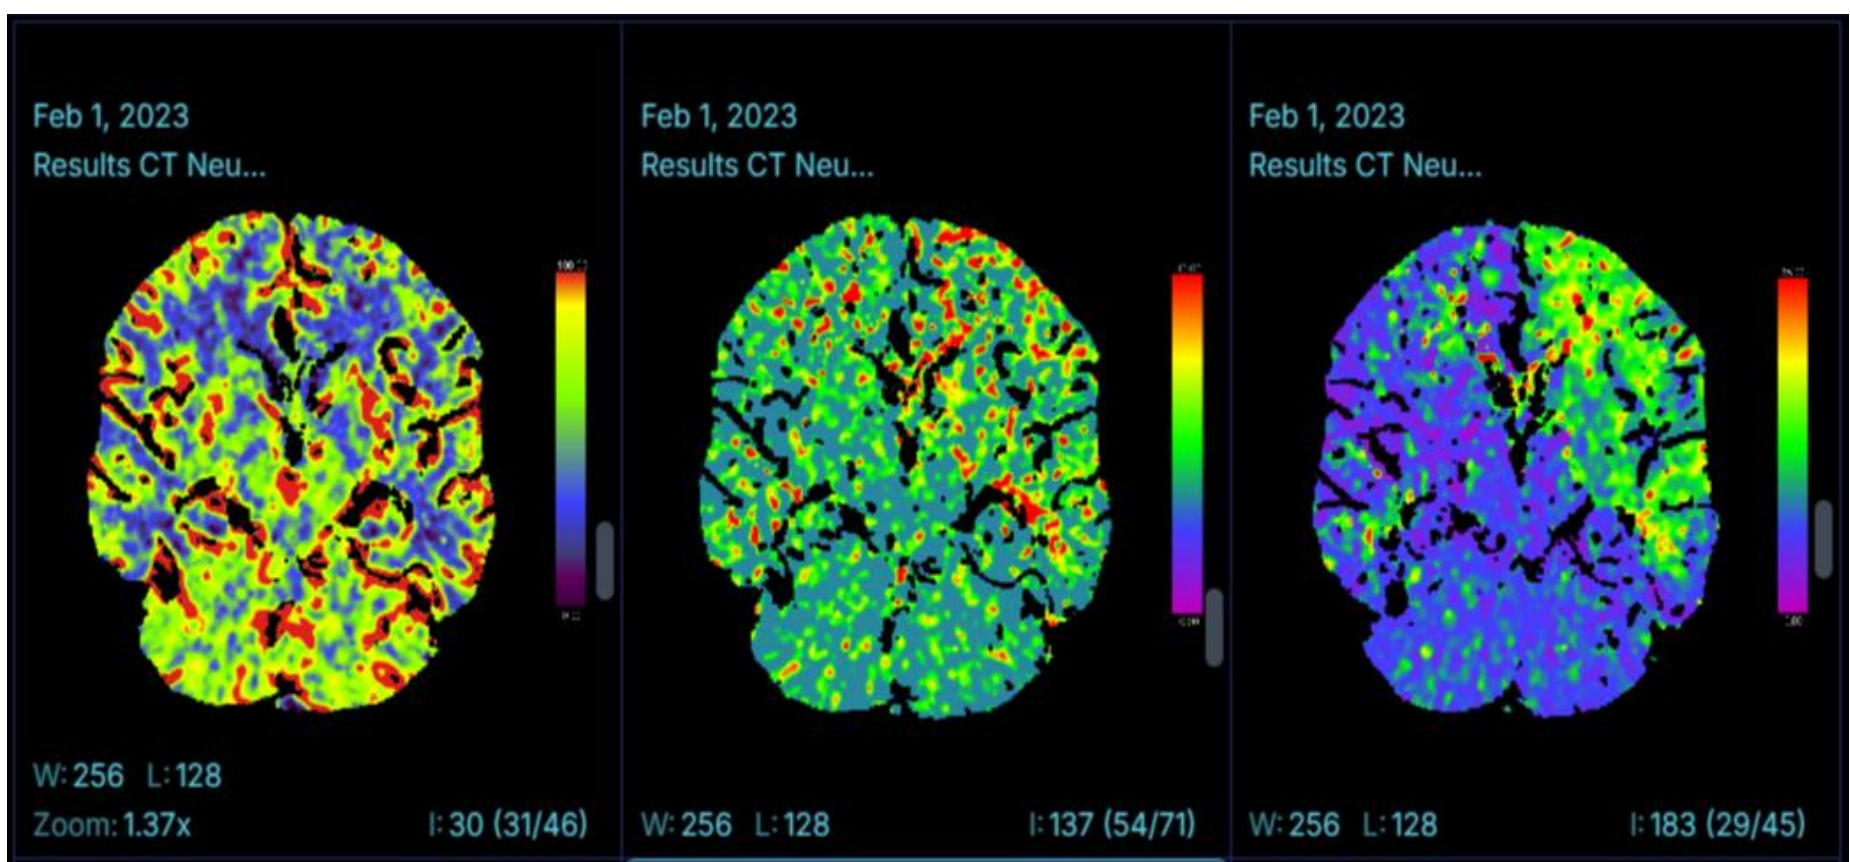 Feb 1, 2023
Results CT Neu...
W: 256 L: 128
Zoom: 1.37x
I: 30 (31/46)
Feb 1, 2023
Results CT Neu...
W: 256 L: 128
I: 137 (54/71)
Feb 1, 2023
Results CT Neu...
W: 256 L: 128
I: 183 (29/45)